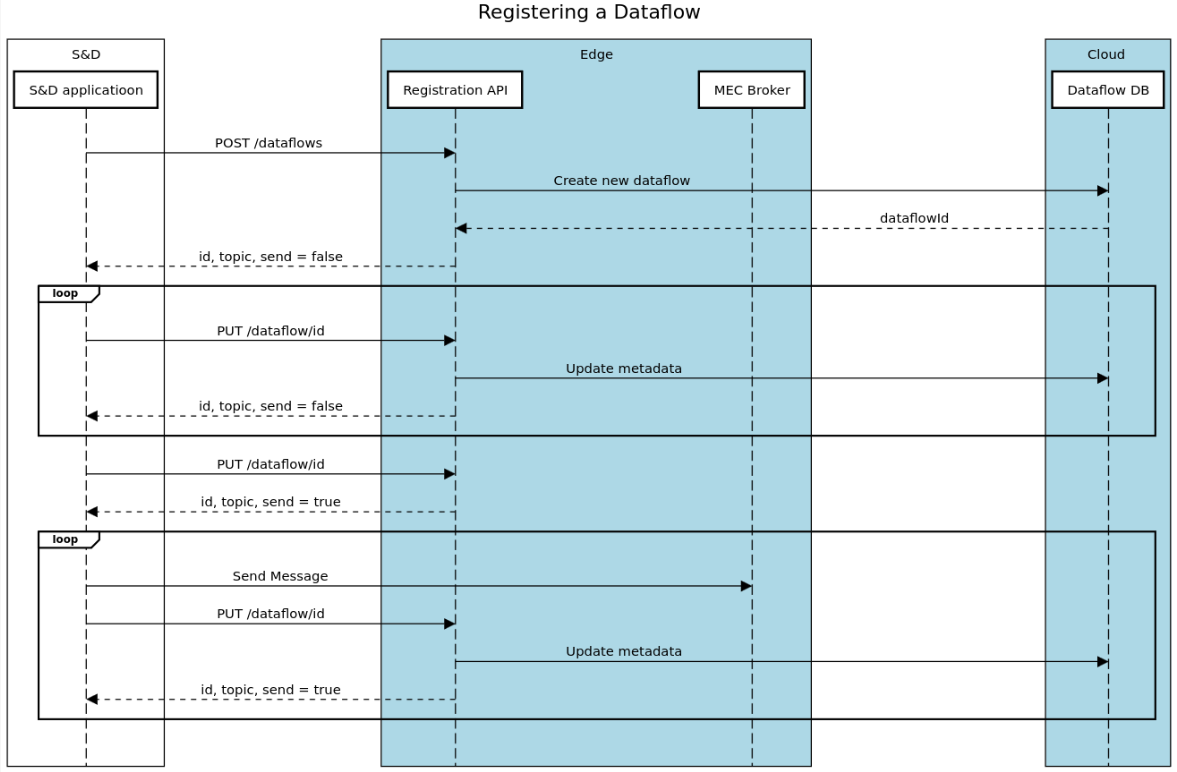 Registering a Dataflow
S&D
Edge
Cloud
S&D applicatioon
Registration API
MEC Broker
Dataflow DB
POST /dataflows
Create new dataflow
dataflowId
id, topic, send = false
loop
PUT /dataflow/id
Update metadata
id, topic, send = false
PUT /dataflow/id
id, topic, send = true
loop
Send Message
PUT /dataflow/id
Update metadata
id, topic, send = true